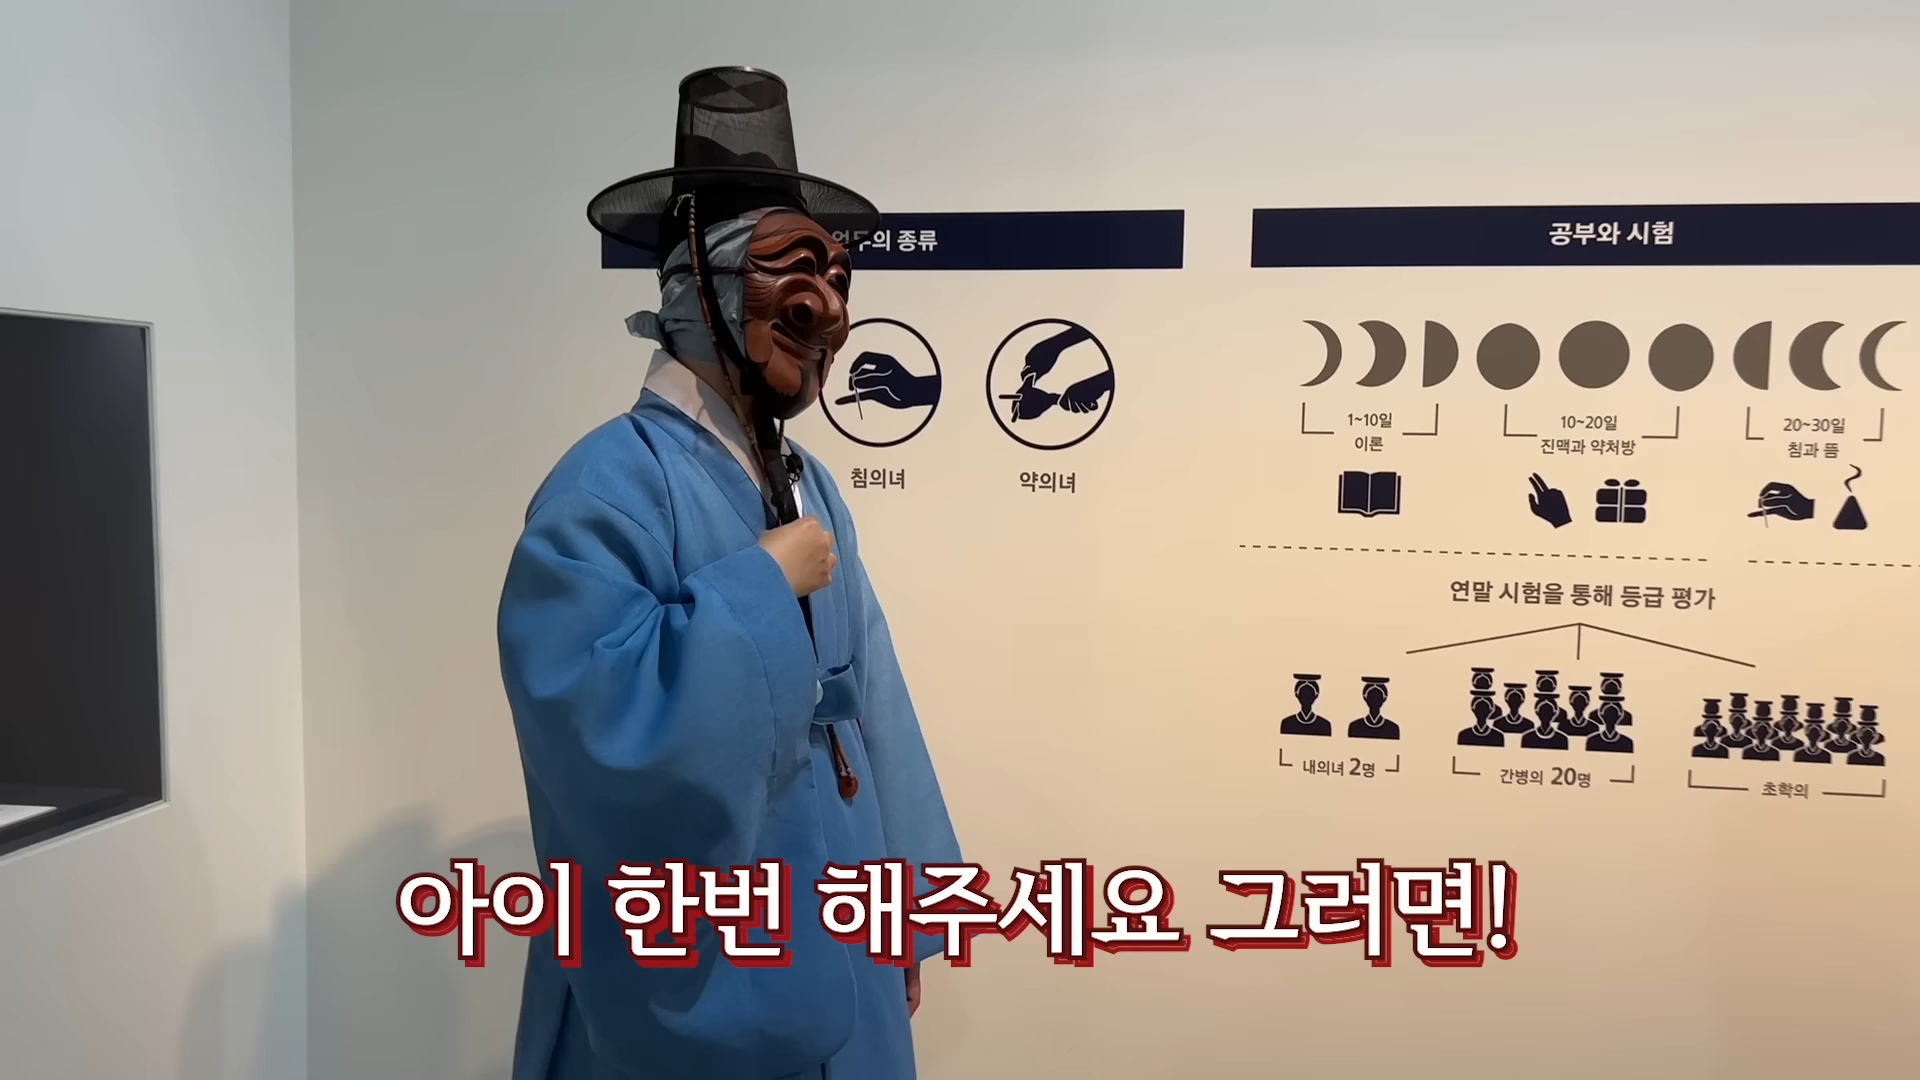 의 종류
침의녀
약의녀
공부와 시험
1~10일
이론
10~20일
진맥과 약처방
20~30일
침과 뜸
연말 시험을 통해 등급 평가
내의녀 2명
간병의 20명
초학의
아이 한번 해주세요 그러면!